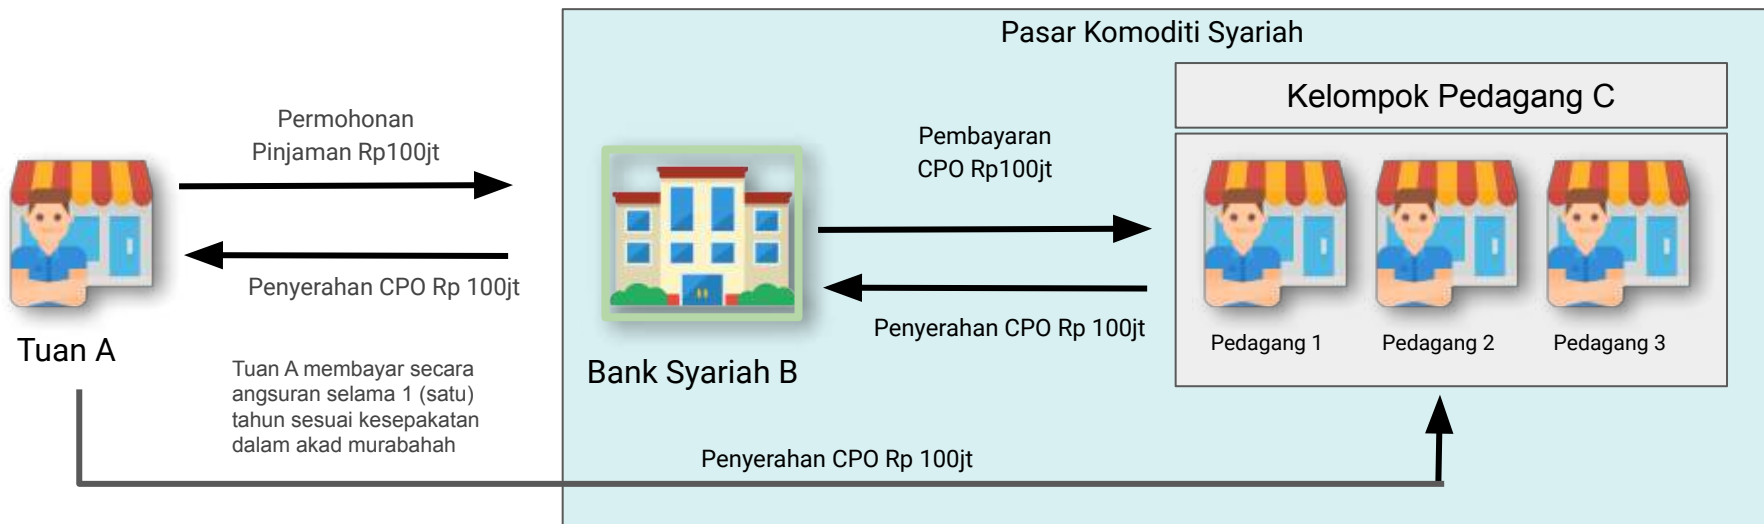 Pasar Komoditi Syariah
Kelompok Pedagang C
Permohonan
Pinjaman Rp100jt
Pembayaran
CPO Rp100jt
Penyerahan CPO Rp 100jt
Penyerahan CPO Rp 100jt
Pedagang 1
Pedagang 2
Pedagang 3
Tuan A
Bank Syariah B
Tuan A membayar secara
angsuran selama 1 (satu)
tahun sesuai kesepakatan
dalam akad murabahah
Penyerahan CPO Rp 100jt